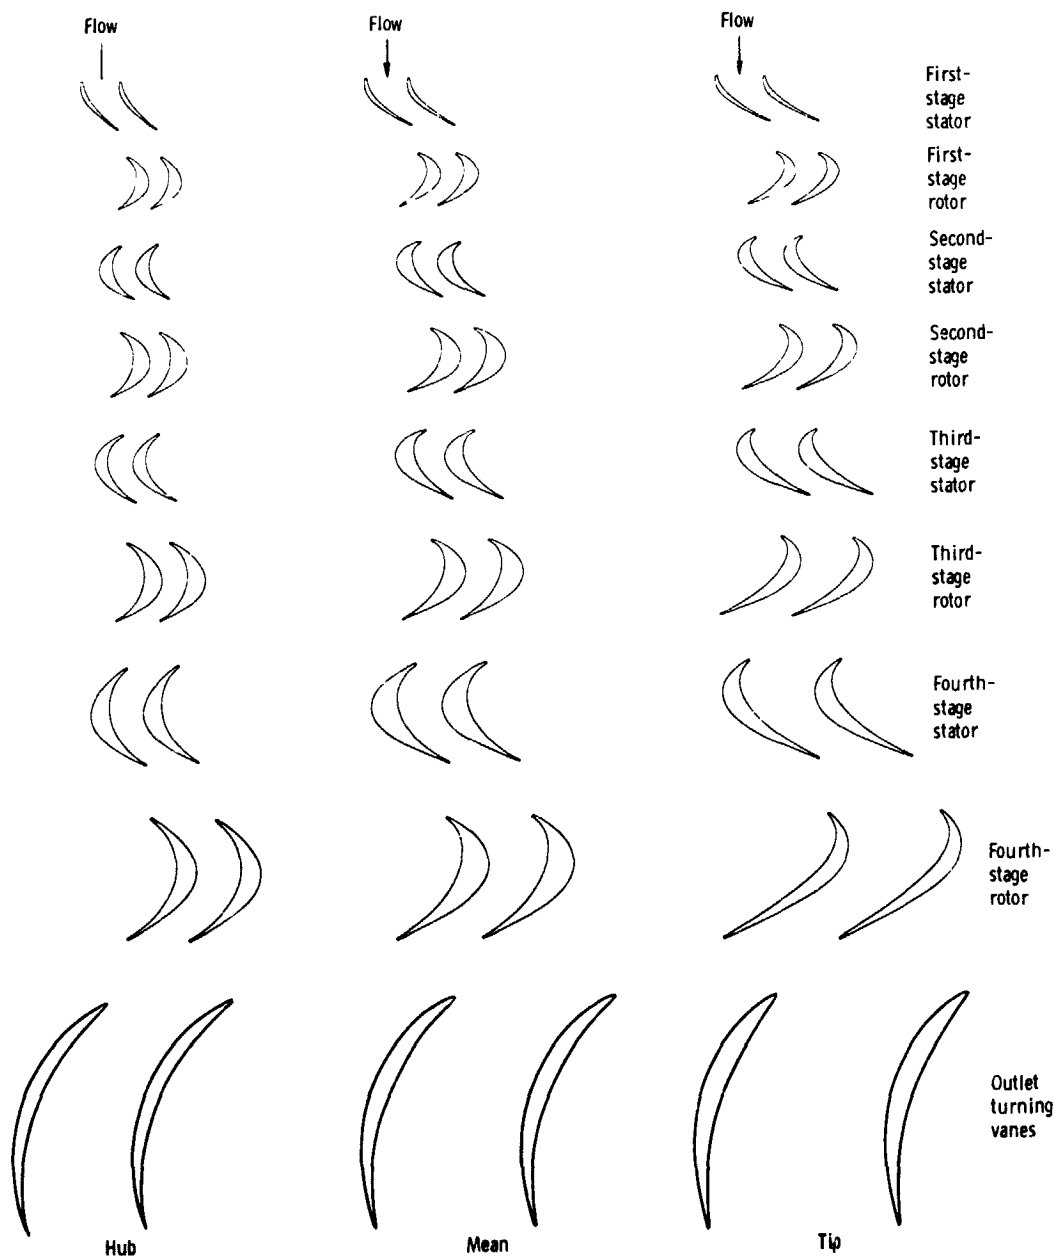 Flow
Flow
Flow
First-
stage
stator
First-
stage
rotor
Second-
stage
stator
Second-
stage
rotor
Third-
stage
stator
Third-
stage
rotor
Fourth-
stage
stator
Fourth-
stage
rotor
Outlet
turning
vanes
Hub
Mean
Tip